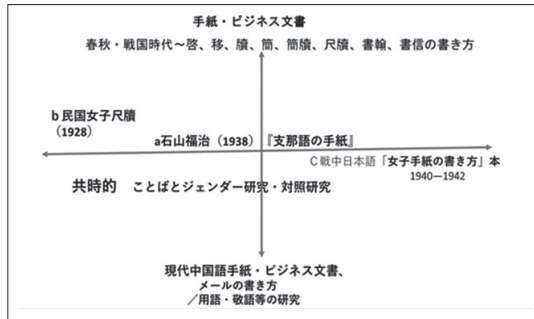 手紙・ビジネス文書
春秋・戦国時代～啓、移、牘、簡、簡牘、尺牘、書翰、書信の書き方
b 民国女子尺牘
（1928）
a石山福治（1938）『支那語の手紙』
C 戦中日本語「女子手紙の書き方」本
1940—1942
共時的　ことばとジェンダー研究・対照研究
現代中国語手紙・ビジネス文書、
メールの書き方
／用語・敬語等の研究